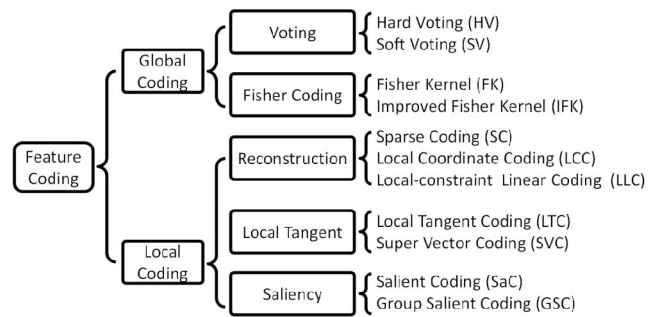 Feature
Coding
Global
Coding
Voting
Hard Voting (HV)
Soft Voting (SV)
Fisher Coding
Fisher Kernel (FK)
Improved Fisher Kernel (IFK)
Local
Coding
Reconstruction
Sparse Coding (SC)
Local Coordinate Coding (LCC)
Local-constraint Linear Coding (LLC)
Local Tangent
Local Tangent Coding (LTC)
Super Vector Coding (SVC)
Saliency
Salient Coding (SaC)
Group Salient Coding (GSC)